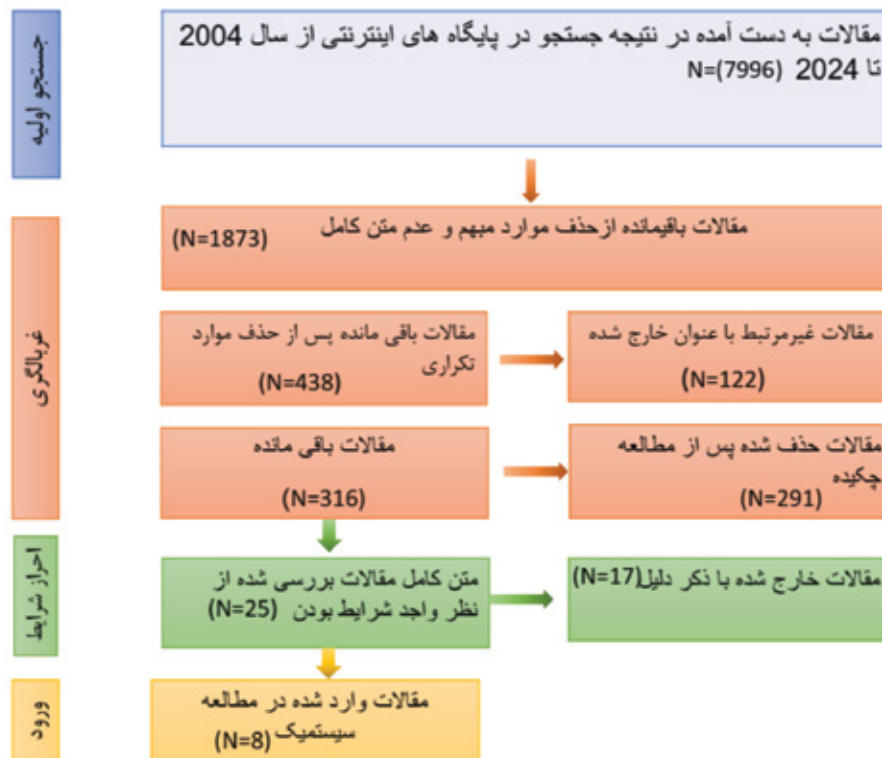 جستجو اولیه
مقالات به دست آمده در نتیجه جستجو در پایگاه های اینترنتی از سال 2004
تا 2024 N=(7996)
غربالگری
مقالات باقیمانده ازحذف موارد مبهم و عدم متن کامل (N=1873)
مقالات باقی مانده پس از حذف موارد
تکراری
(N=438)
مقالات غیرمرتبط با عنوان خارج شده
(N=122)
مقالات باقی مانده
(N=316)
مقالات حذف شده پس از مطالعه
چکیده
(N=291)
احراز شرایط
متن کامل مقالات بررسی شده از
نظر واجد شرایط بودن (N=25)
مقالات خارج شده با ذکر دلیل(N=17)
ورود
مقالات وارد شده در مطالعه
سیستمیک (N=8)